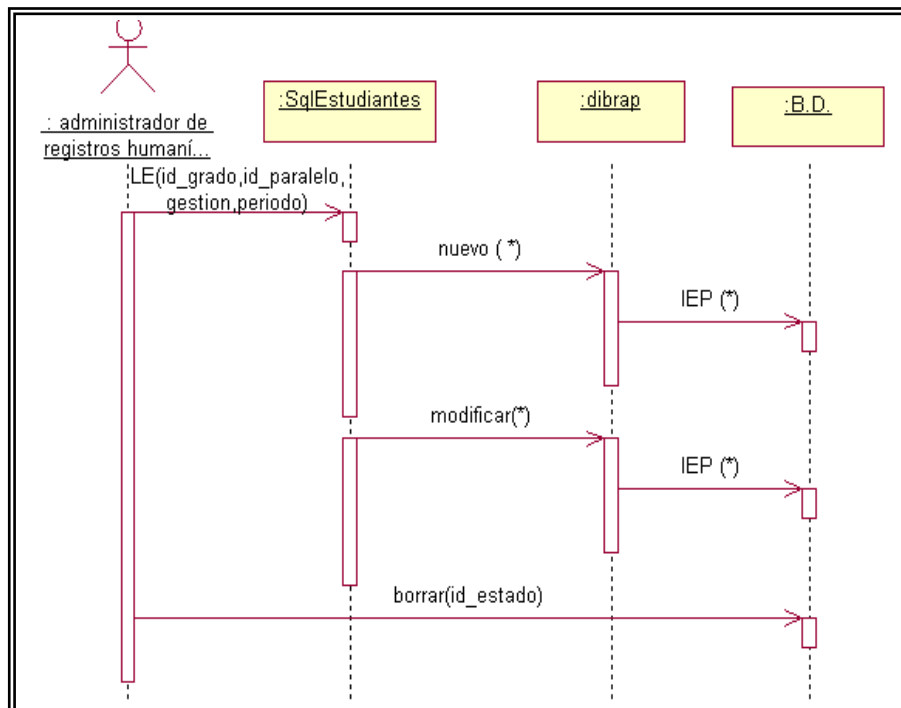 :SqlEstudiantes
:dibrap
:B.D.
: administrador de
registros humaní...
LE(id_grado,id_paralelo,
gestion,periodo)
nuevo ( *)
IEP (*)
modificar(*)
IEP (*)
borrar(id_estado)